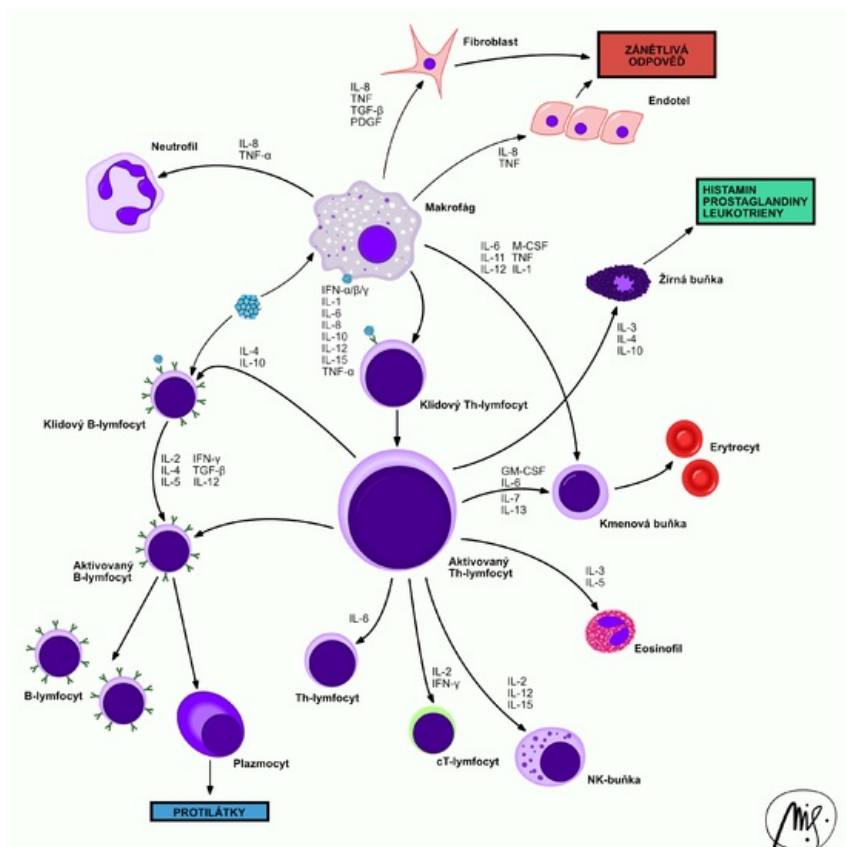 Fibroblast
ZÁNĚTLIVÁ
ODPOVĚĎ
IL-8
TNF
TGF-β
PDGF
Endotel
Neutrofil
IL-8
TNF-α
IL-8
TNF
HISTAMIN
PROSTAGLANDINY
LEUKOTRIENY
Makrofág
IL-6 M-CSF
IL-11 TNF
IL-12 IL-1
Žírná buňka
IFN-α/β/γ
IL-1
IL-6
IL-8
IL-10
IL-12
IL-15
TNF-α
IL-3
IL-4
IL-10
IL-4
IL-10
Klidový Th-lymfocyt
Klidový B-lymfocyt
IL-2 IFN-γ
IL-4 TGF-β
IL-5 IL-12
Erytrocyt
GM-CSF
IL-6
IL-7
IL-13
Kmenová buňka
Aktivovaný
B-lymfocyt
Aktivovaný
Th-lymfocyt
IL-3
IL-5
IL-6
Eosinofil
B-lymfocyt
Th-lymfocyt
IL-2
IFN-γ
IL-2
IL-12
IL-15
Plazmocyt
cT-lymfocyt
NK-buňka
PROTILÁTKY